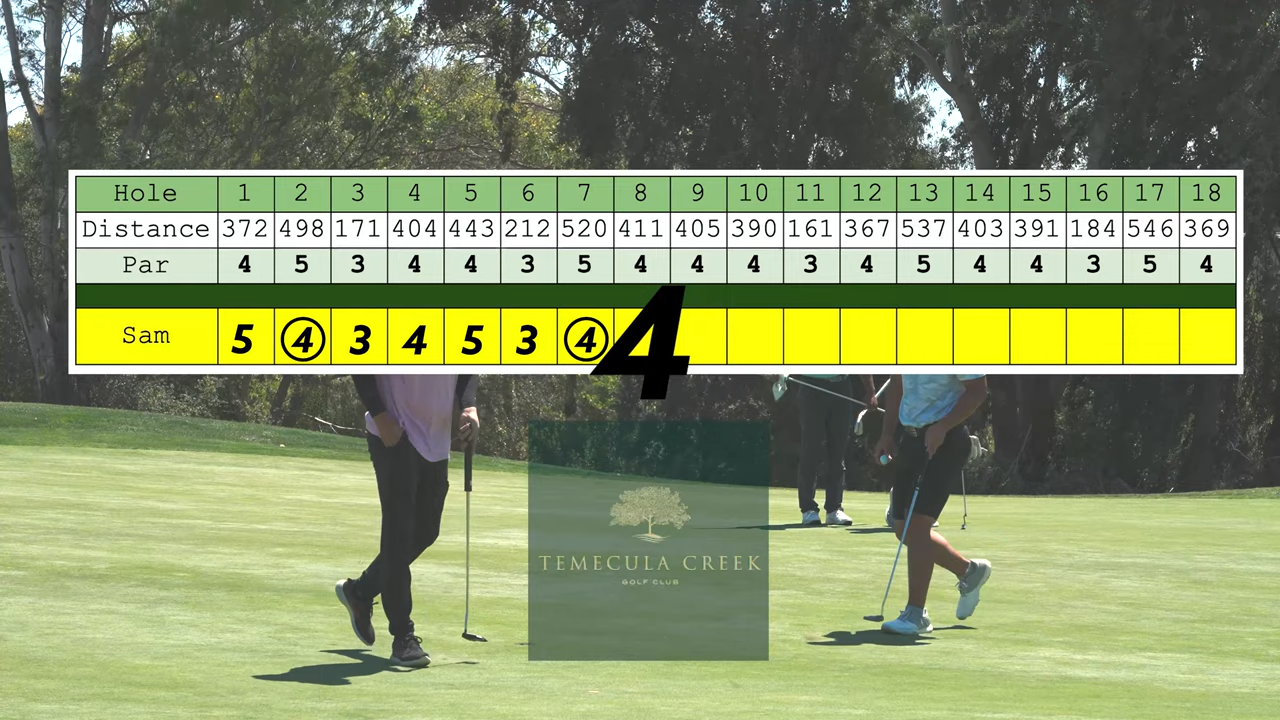 Hole 1 2 3 4 5 6 7 8 9 10 11 12 13 14 15 16 17 18
Distance 372 498 171 404 443 212 520 411 405 390 161 367 537 403 391 184 546 369
Par 4 5 3 4 4 3 5 4 4 4 3 4 5 4 4 3 5 4
Sam 5 4 3 4 5 3 4 4
TEMECULA CREEK
GOLF CLUB